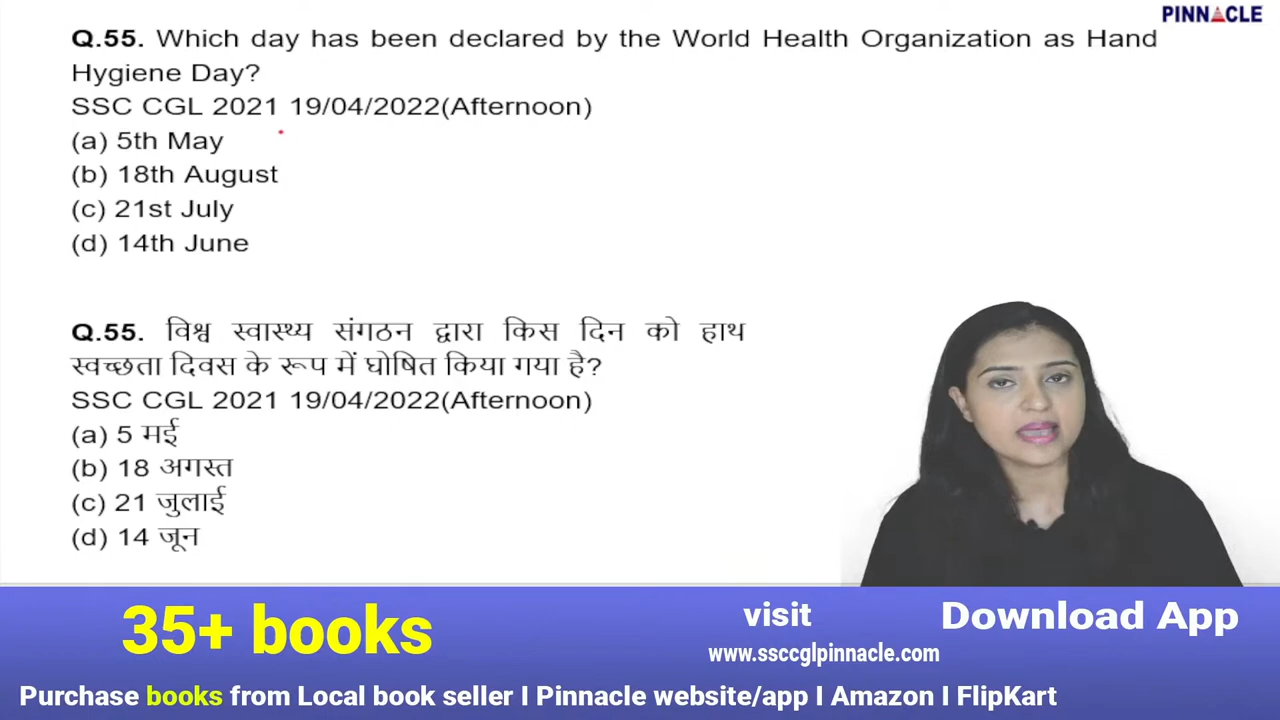 PINNACLE
Q.55. Which day has been declared by the World Health Organization as Hand
Hygiene Day?
SSC CGL 2021 19/04/2022(Afternoon)
(a) 5th May
(b) 18th August
(c) 21st July
(d) 14th June
Q.55. विश्व स्वास्थ्य संगठन द्वारा किस दिन को हाथ
स्वच्छता दिवस के रूप में घोषित किया गया है?
SSC CGL 2021 19/04/2022(Afternoon)
(a) 5 मई
(b) 18 अगस्त
(c) 21 जुलाई
(d) 14 जून
35+ books
visit
www.ssccglpinnacle.com
Download App
Purchase books from Local book seller I Pinnacle website/app I Amazon I FlipKart